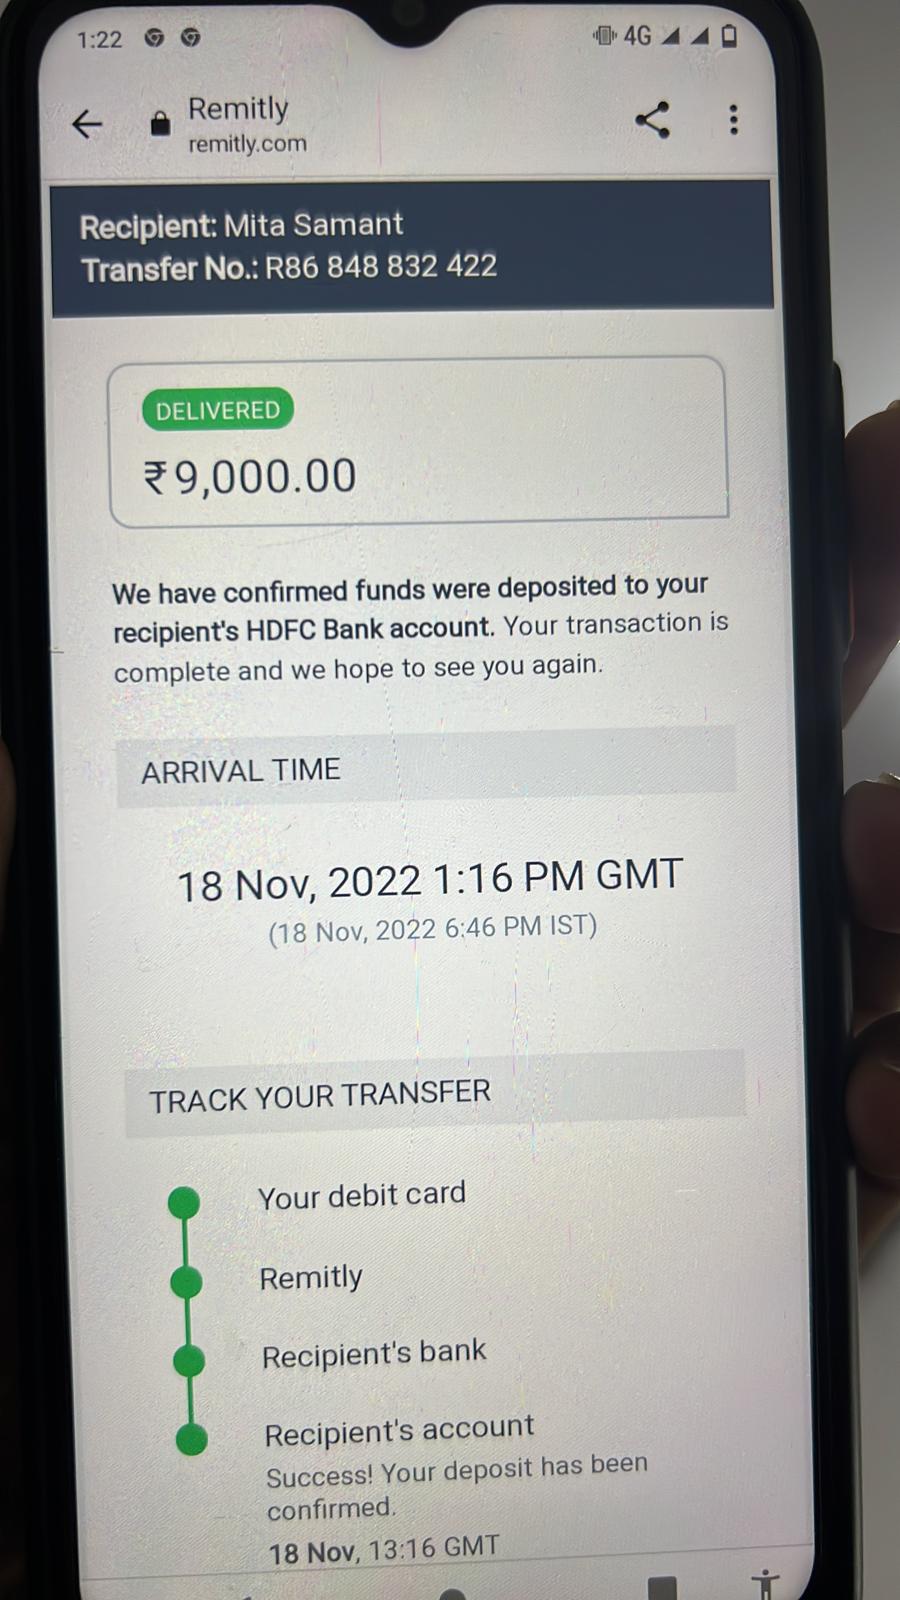 1:22
4G
Remitly
remitly.com
Recipient: Mita Samant
Transfer No.: R86 848 832 422
DELIVERED
₹9,000.00
We have confirmed funds were deposited to your
recipient's HDFC Bank account. Your transaction is
complete and we hope to see you again.
ARRIVAL TIME
18 Nov, 2022 1:16 PM GMT
(18 Nov, 2022 6:46 PM IST)
TRACK YOUR TRANSFER
Your debit card
Remitly
Recipient's bank
Recipient's account
Success! Your deposit has been
confirmed.
18 Nov, 13:16 GMT